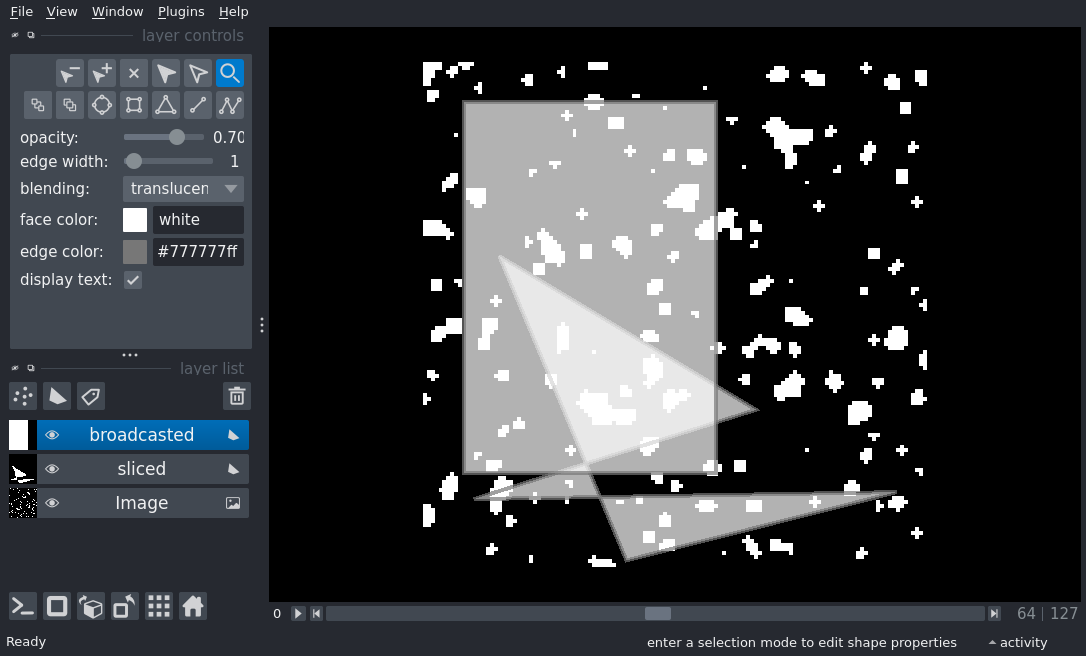 File View Window Plugins Help
layer controls
opacity: 0.70
edge width: 1
blending: translucen
face color: white
edge color: #777777ff
display text:
layer list
broadcasted
sliced
Image
0 64 127
Ready enter a selection mode to edit shape properties activity